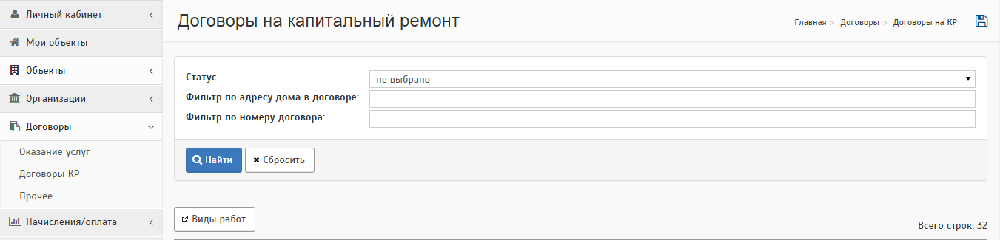 Личный кабинет
Мои объекты
Объекты
Организации
Договоры
Оказание услуг
Договоры КР
Прочее
Начисления/оплата
Договоры на капитальный ремонт
Главная > Договоры > Договоры на КР
Статус
не выбрано
Фильтр по адресу дома в договоре:
Фильтр по номеру договора:
Найти
Сбросить
Виды работ
Всего строк: 32